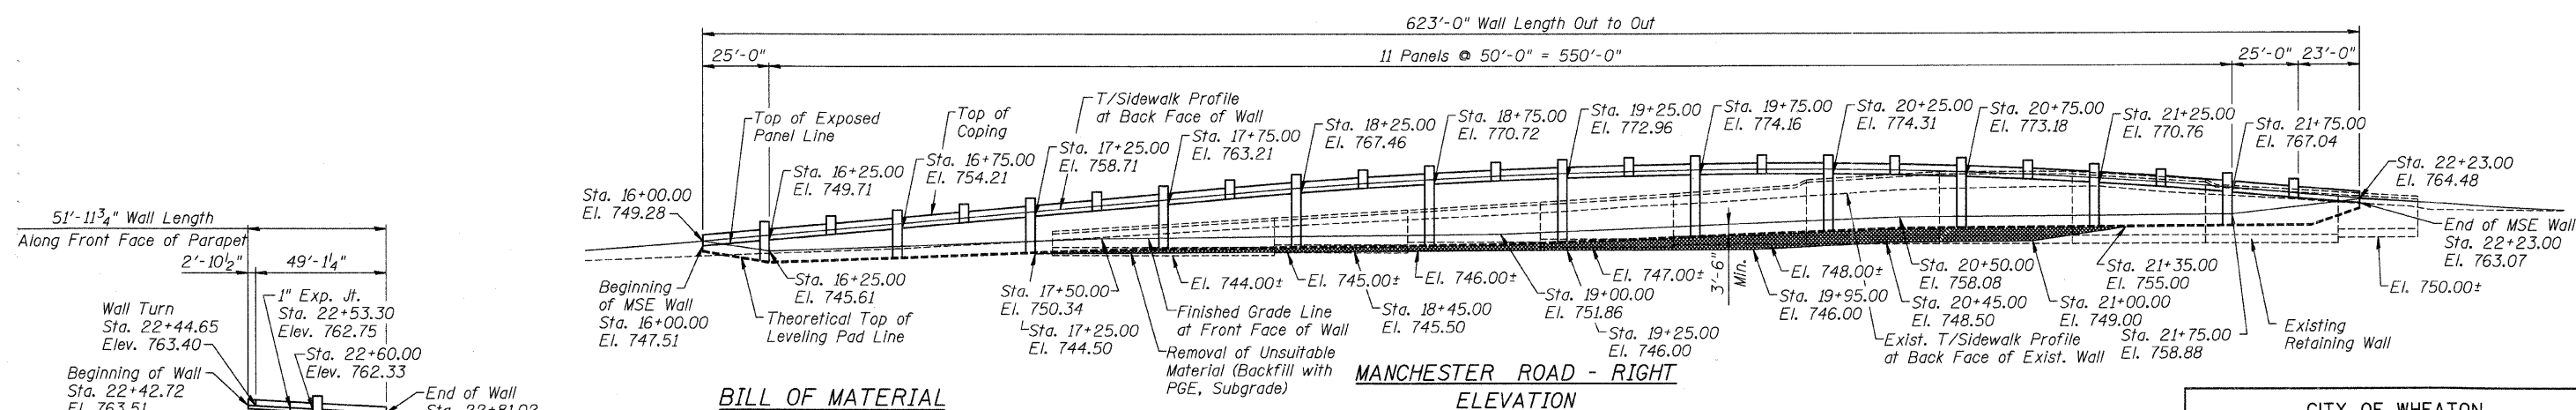 623'-0" Wall Length Out to Out
25'-0"
11 Panels @ 50'-0" = 550'-0"
25'-0"
23'-0"
Top of Exposed
Panel Line
Top of
Coping
T/Sidewalk Profile
at Back Face of Wall
Sta. 16+00.00
El. 749.28
Sta. 16+25.00
El. 749.71
Sta. 16+75.00
El. 754.21
Sta. 17+25.00
El. 758.71
Sta. 17+75.00
El. 763.21
Sta. 18+25.00
El. 767.46
Sta. 18+75.00
El. 770.72
Sta. 19+25.00
El. 772.96
Sta. 19+75.00
El. 774.16
Sta. 20+25.00
El. 774.31
Sta. 20+75.00
El. 773.18
Sta. 21+25.00
El. 770.76
Sta. 21+75.00
El. 767.04
Sta. 22+23.00
El. 764.48
Beginning
of MSE Wall
Sta. 16+00.00
El. 747.51
Sta. 16+25.00
El. 745.61
Theoretical Top of
Leveling Pad Line
Sta. 17+50.00
El. 750.34
Sta. 17+25.00
El. 744.50
El. 744.00±
Finished Grade Line
at Front Face of Wall
Removal of Unsuitable
Material (Backfill with
PGE, Subgrade)
El. 745.00±
Sta. 18+45.00
El. 745.50
El. 746.00±
Sta. 19+00.00
El. 751.86
El. 747.00±
Sta. 19+25.00
El. 746.00
3'-6"
Min.
El. 748.00±
Sta. 19+95.00
El. 746.00
Sta. 20+50.00
El. 758.08
Sta. 20+45.00
El. 748.50
Exist. T/Sidewalk Profile
at Back Face of Exist. Wall
Sta. 21+00.00
El. 749.00
Sta. 21+35.00
El. 755.00
Sta. 21+75.00
El. 758.88
Existing
Retaining Wall
El. 750.00±
End of MSE Wall
Sta. 22+23.00
El. 763.07
51'-11¾" Wall Length
Along Front Face of Parapet
2'-10½"
49'-1¼"
Wall Turn
Sta. 22+44.65
Elev. 763.40
1" Exp. Jt.
Sta. 22+53.30
Elev. 762.75
Sta. 22+60.00
Elev. 762.33
Beginning of Wall
Sta. 22+42.72
El. 763.51
End of Wall
Sta. 22+81.02
BILL OF MATERIAL
MANCHESTER ROAD - RIGHT
ELEVATION
CITY OF WHEATON